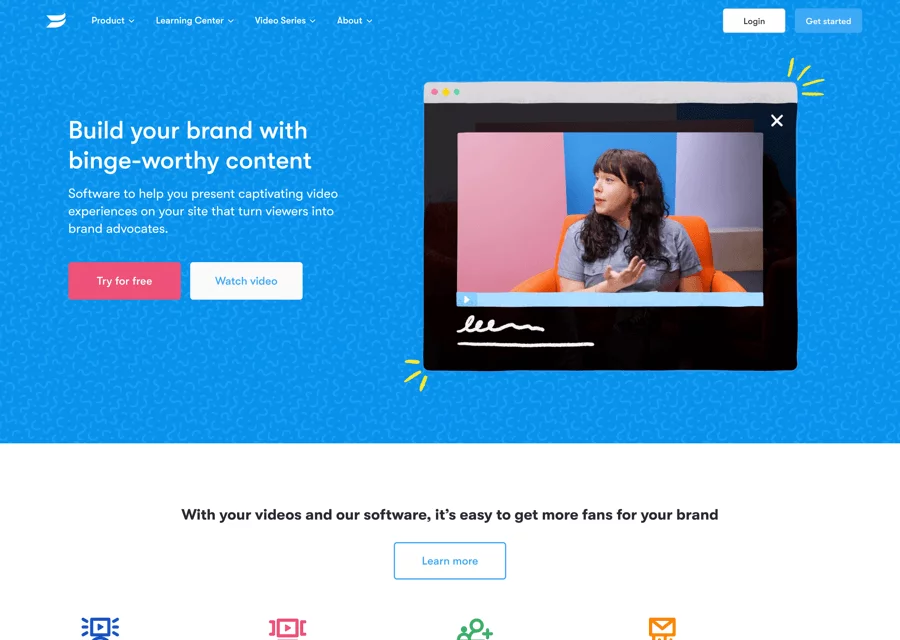 Product
Learning Center
Video Series
About
Login
Get started
Build your brand with
binge-worthy content
Software to help you present captivating video
experiences on your site that turn viewers into
brand advocates.
Try for free
Watch video
With your videos and our software, it’s easy to get more fans for your brand
Learn more